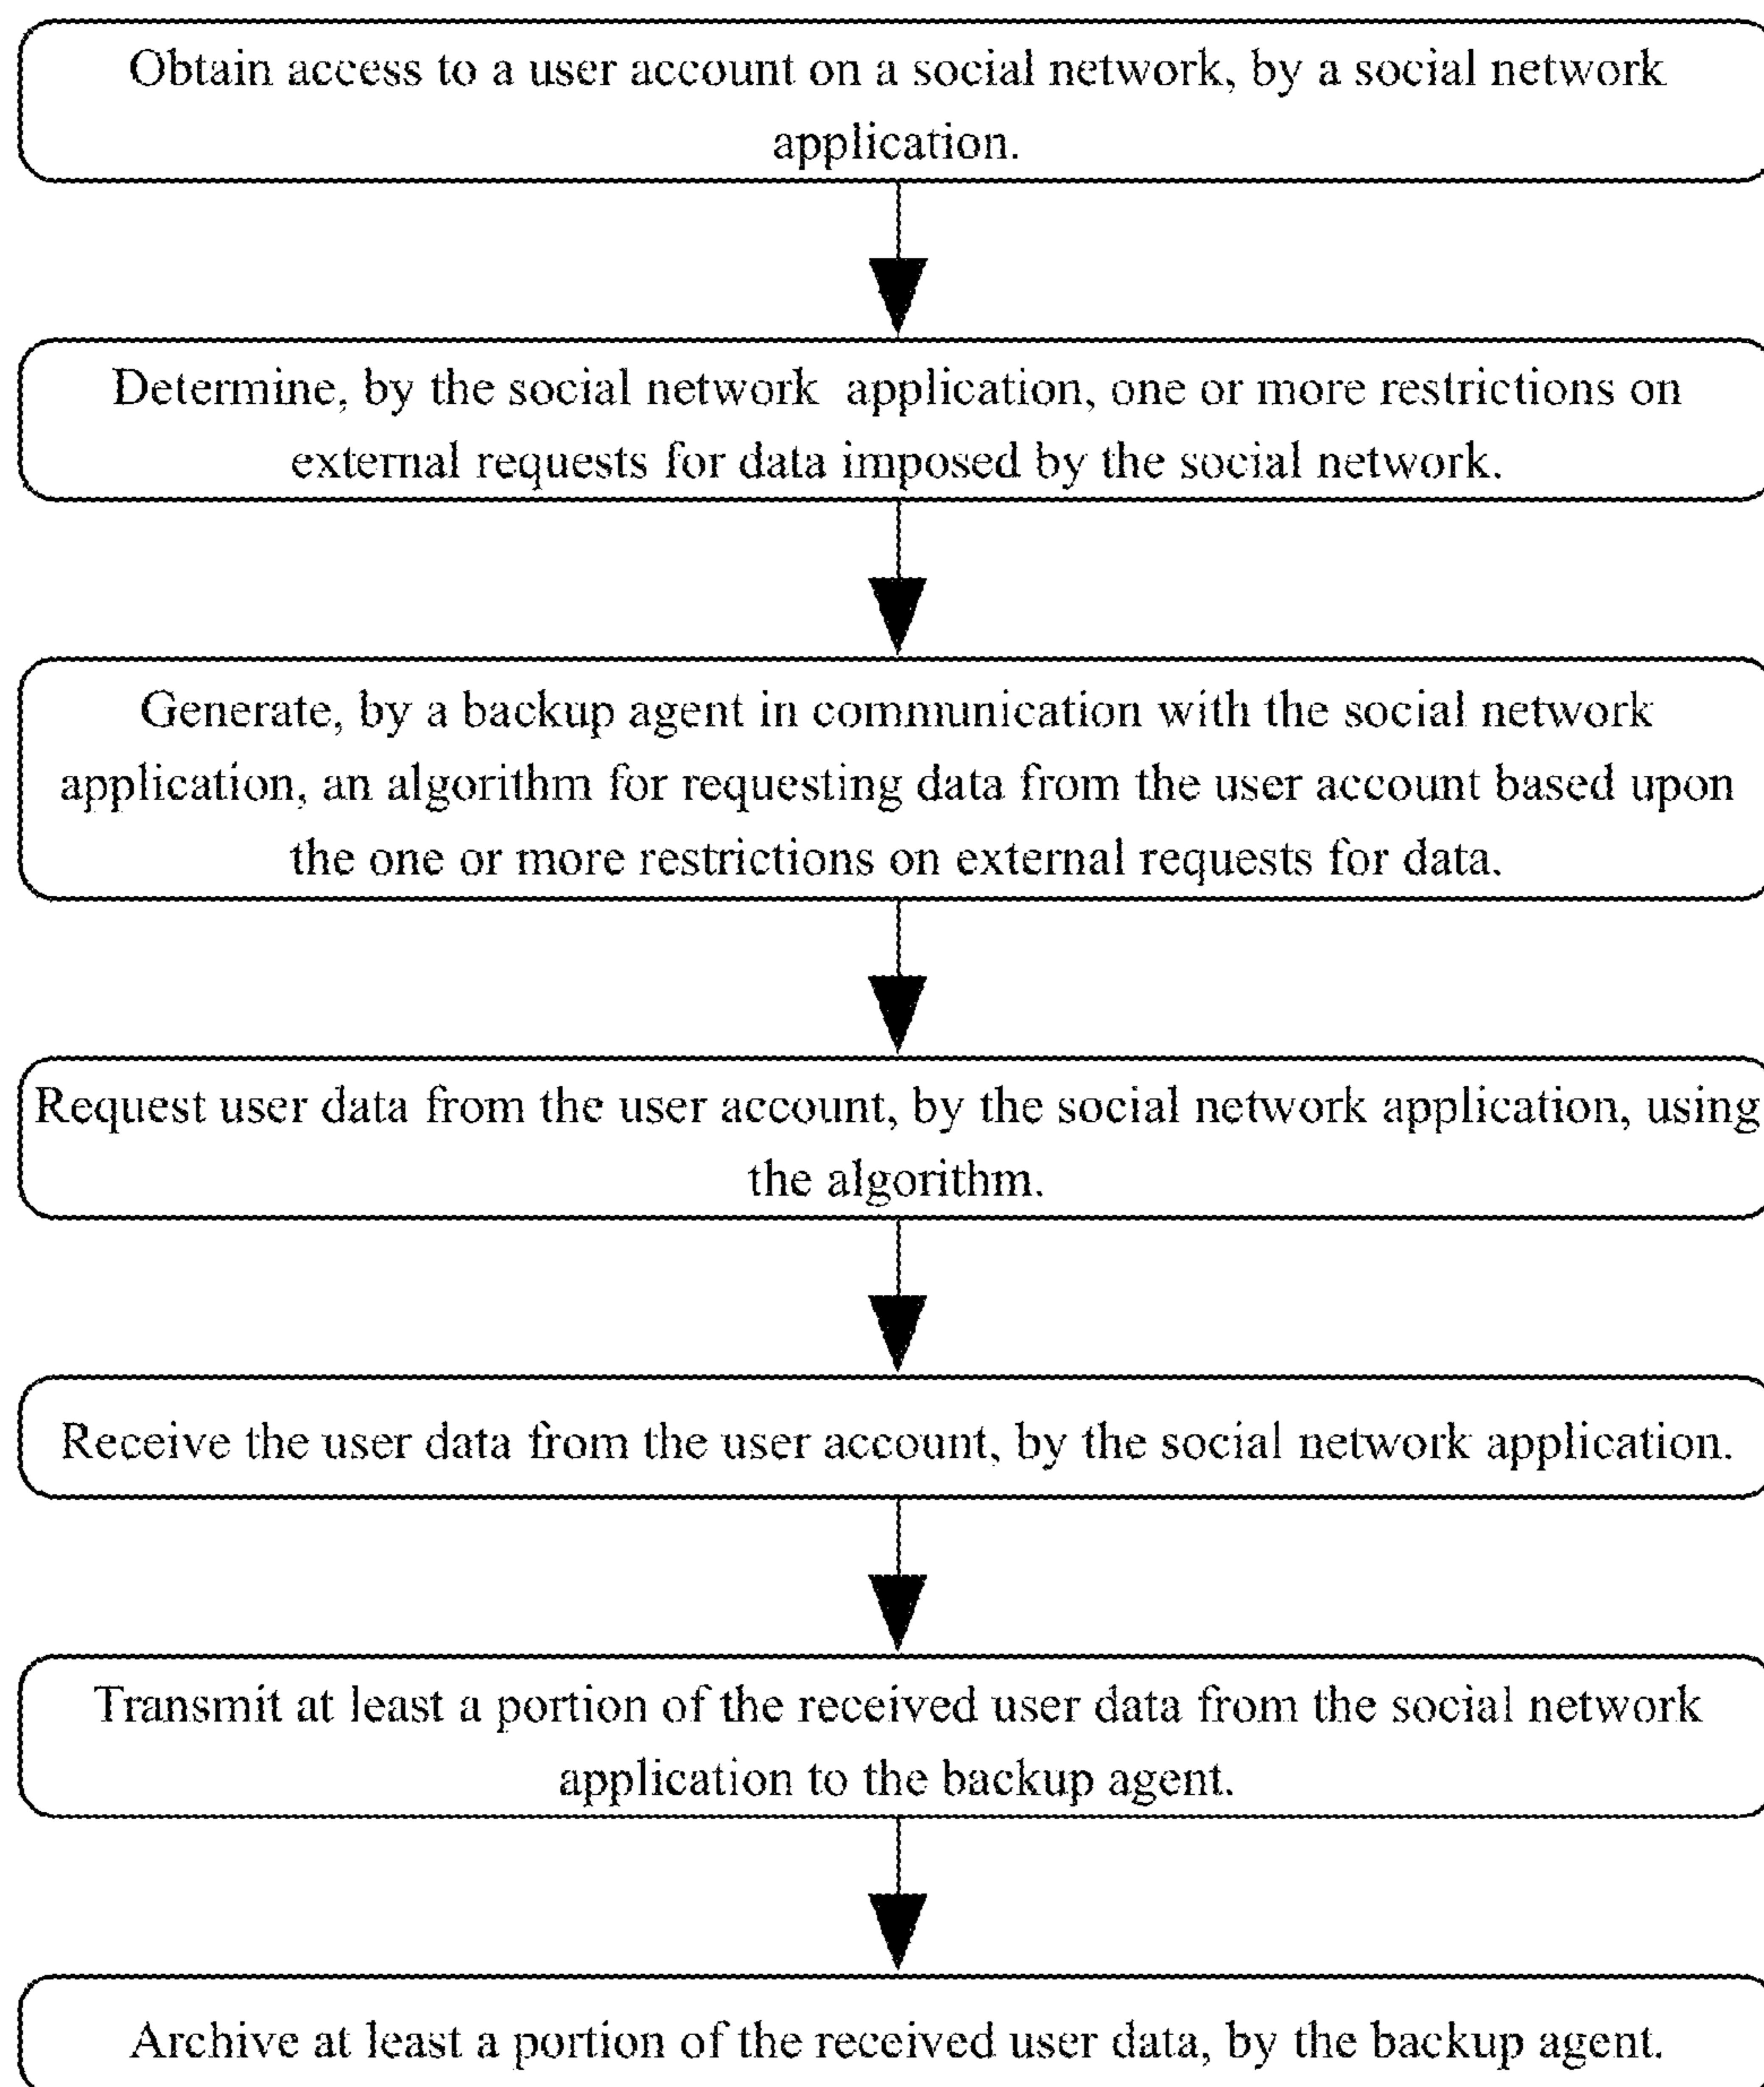 Obtain access to a user account on a social network, by a social network
application.
Determine, by the social network application, one or more restrictions on
external requests for data imposed by the social network.
Generate, by a backup agent in communication with the social network
application, an algorithm for requesting data from the user account based upon
the one or more restrictions on external requests for data.
Request user data from the user account, by the social network application, using
the algorithm.
Receive the user data from the user account, by the social network application.
Transmit at least a portion of the received user data from the social network
application to the backup agent.
Archive at least a portion of the received user data, by the backup agent.